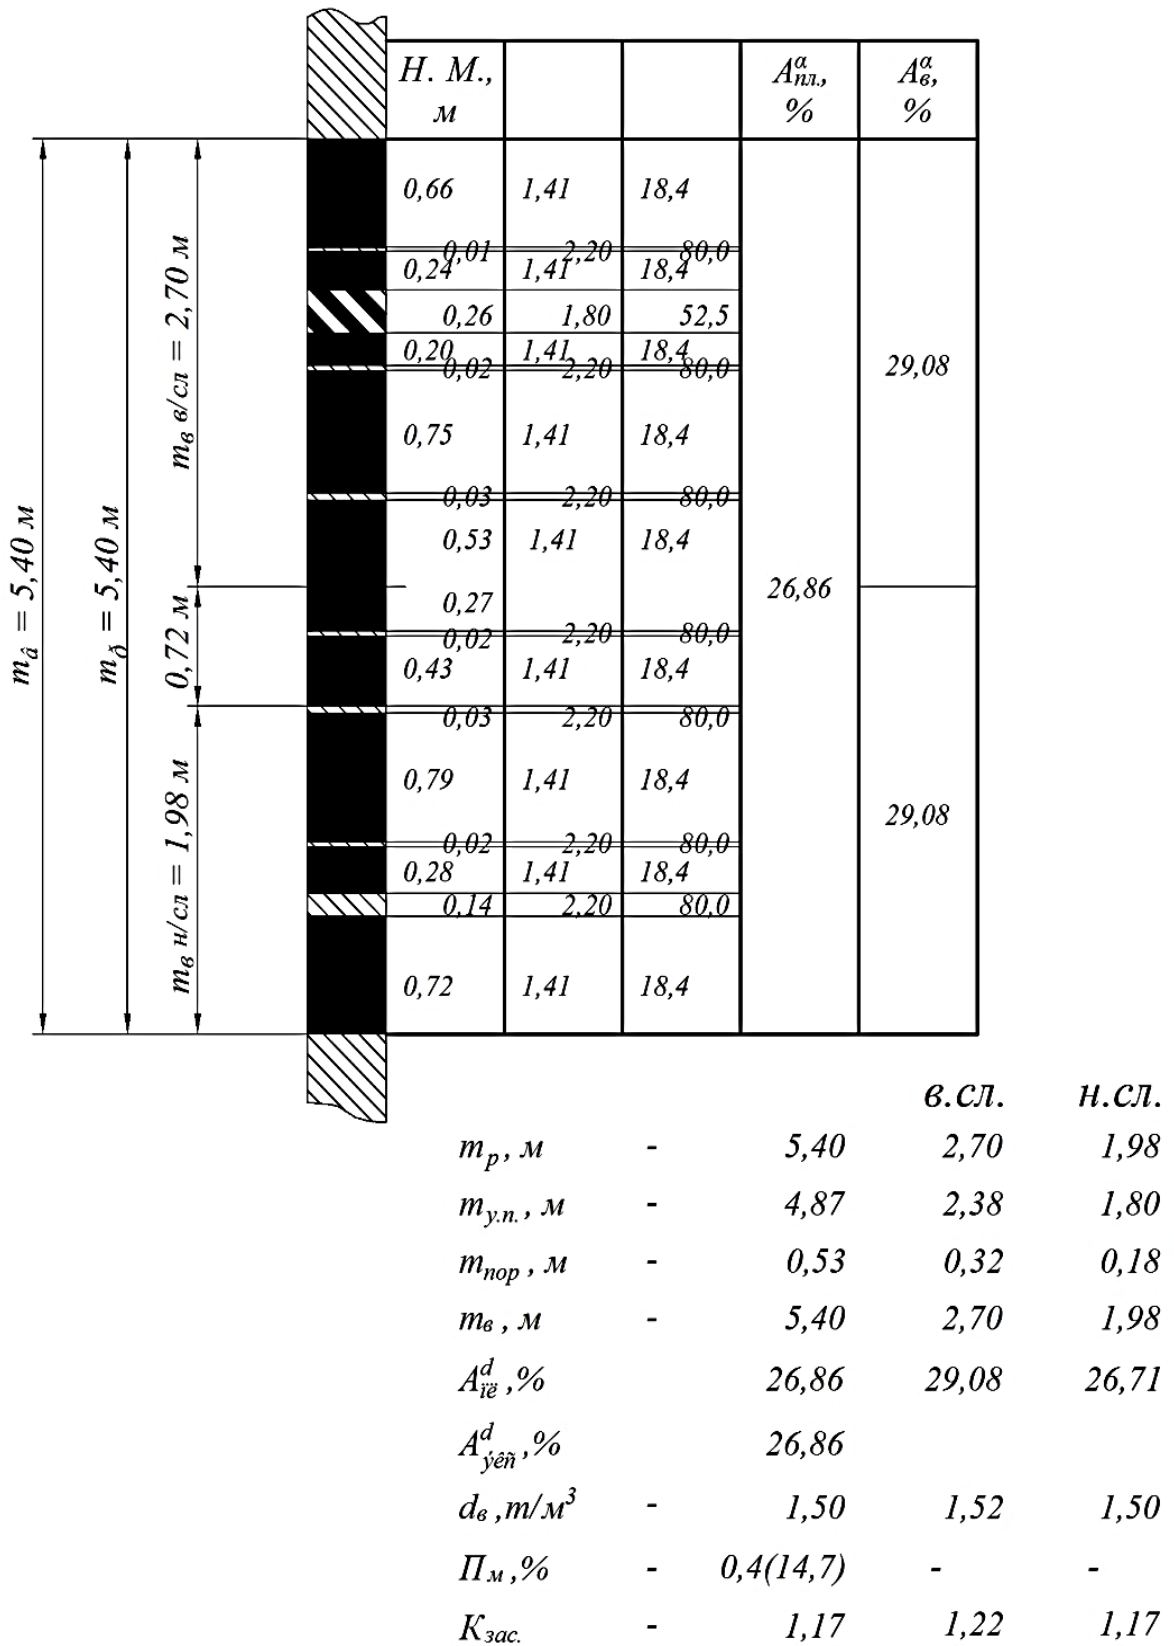 Н. М., м
A^α_пл., %
A^α_в, %
0,66 1,41 18,4
0,01 2,20 80,0
0,24 1,41 18,4
0,26 1,80 52,5
0,20 1,41 18,4
0,02 2,20 80,0
0,75 1,41 18,4
0,03 2,20 80,0
0,53 1,41 18,4
0,27
0,02 2,20 80,0
0,43 1,41 18,4
0,03 2,20 80,0
0,79 1,41 18,4
0,02 2,20 80,0
0,28 1,41 18,4
0,14 2,20 80,0
0,72 1,41 18,4
26,86
29,08
29,08
m_â = 5,40 м
m_ð = 5,40 м
m_в в/сл = 2,70 м
0,72 м
m_в н/сл = 1,98 м
в.сл. н.сл.
m_р, м - 5,40 2,70 1,98
m_у.п., м - 4,87 2,38 1,80
m_пор, м - 0,53 0,32 0,18
m_в, м - 5,40 2,70 1,98
A^d_ïë,% 26,86 29,08 26,71
A^d_ýêñ,% 26,86
d_в,т/м³ - 1,50 1,52 1,50
П_м,% - 0,4(14,7) - -
К_зас. - 1,17 1,22 1,17